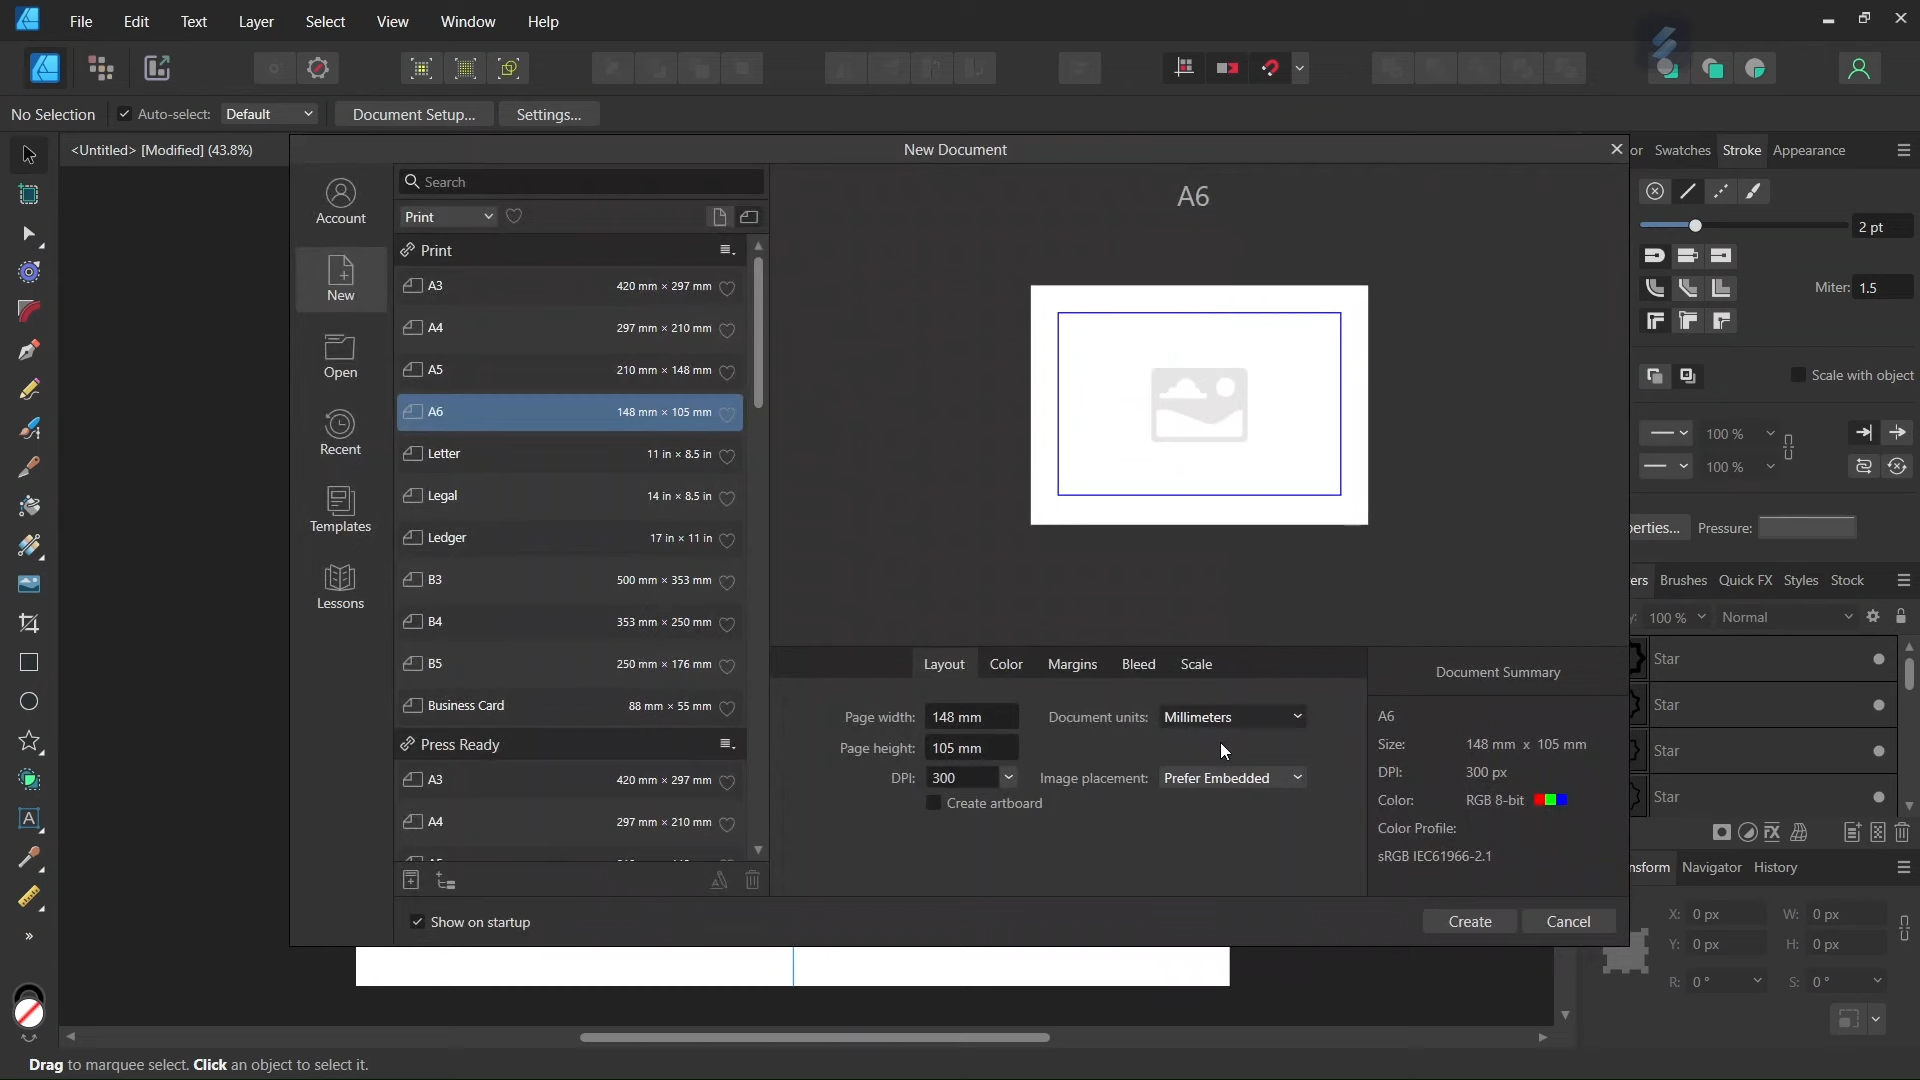 File Edit Text Layer Select View Window Help
No Selection Auto-select: Default Document Setup... Settings...
<Untitled> [Modified] (43.8%)
New Document
Swatches Stroke Appearance
Account
New
Open
Recent
Templates
Lessons
Search
Print
Print
A3 420 mm × 297 mm
A4 297 mm × 210 mm
A5 210 mm × 148 mm
A6 148 mm × 105 mm
Letter 11 in × 8.5 in
Legal 14 in × 8.5 in
Ledger 17 in × 11 in
B3 500 mm × 353 mm
B4 353 mm × 250 mm
B5 250 mm × 176 mm
Business Card 88 mm × 55 mm
Press Ready
A3 420 mm × 297 mm
A4 297 mm × 210 mm
Show on startup
A6
Layout Color Margins Bleed Scale
Page width: 148 mm Document units: Millimeters
Page height: 105 mm
DPI: 300 Image placement: Prefer Embedded
Create artboard
Document Summary
A6
Size: 148 mm x 105 mm
DPI: 300 px
Color: RGB 8-bit
Color Profile:
sRGB IEC61966-2.1
Create Cancel
2 pt
Miter: 1.5
Scale with object
100 %
100 %
erties... Pressure:
ers Brushes Quick FX Styles Stock
100 % Normal
Star
Star
Star
Star
nsform Navigator History
X: 0 px W: 0 px
Y: 0 px H: 0 px
R: 0 ° S: 0 °
Drag to marquee select. Click an object to select it.